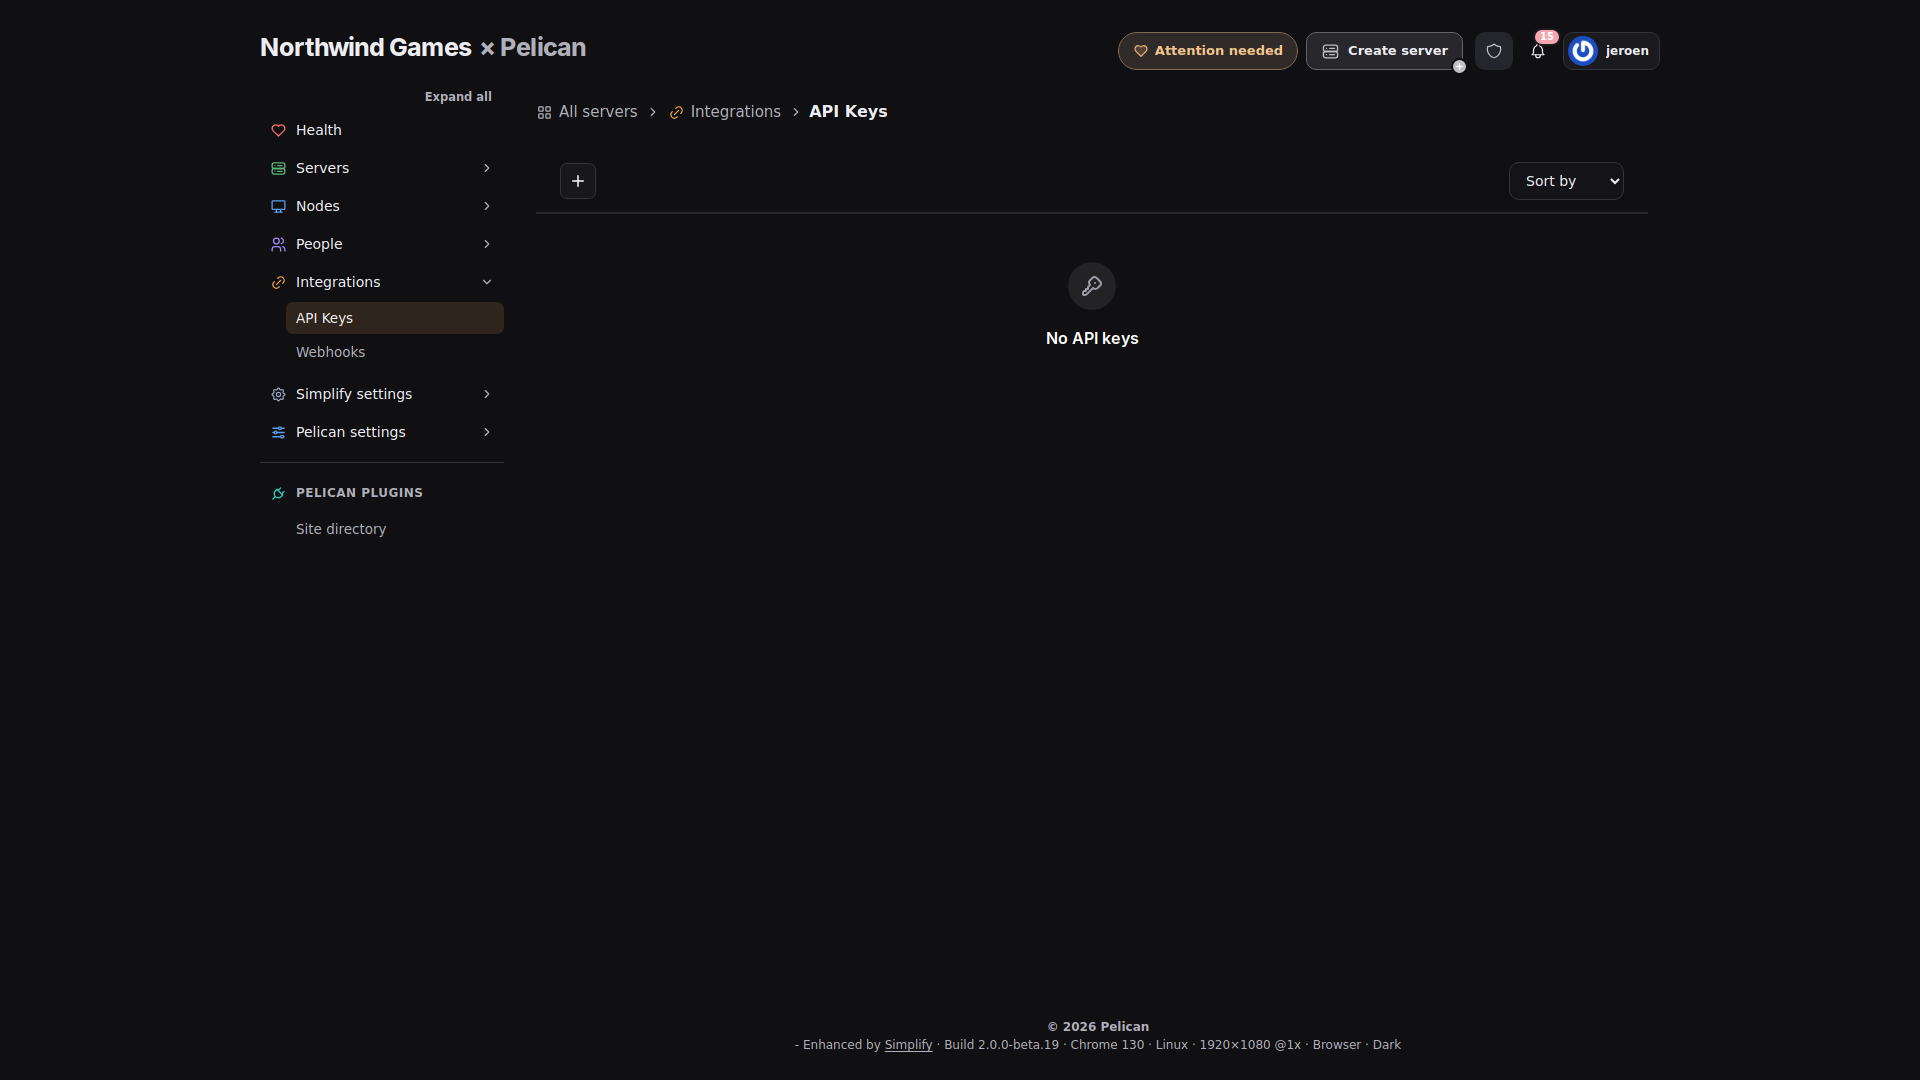 Northwind Games × Pelican
Attention needed
Create server
15
jeroen
Expand all
Health
Servers
Nodes
People
Integrations
API Keys
Webhooks
Simplify settings
Pelican settings
PELICAN PLUGINS
Site directory
All servers > Integrations > API Keys
Sort by
No API keys
© 2026 Pelican
- Enhanced by Simplify · Build 2.0.0-beta.19 · Chrome 130 · Linux · 1920×1080 @1x · Browser · Dark